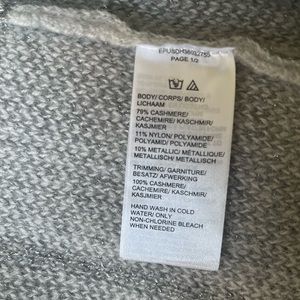 PAGE 1/2
BODY/ CORPS/ BODY/
LICHAAM
79% CASHMERE/
CACHEMIRE/ KASCHMIR/
KASJMIER
11% NYLON/ POLYAMIDE/
POLYAMID/ POLYAMIDE
10% METALLIC/ MÉTALLIQUE/
METALLISCH/ METALLISCH
TRIMMING/ GARNITURE/
BESATZ/ AFWERKING
100% CASHMERE/
CACHEMIRE/ KASCHMIR/
KASJMIER
HAND WASH IN COLD
WATER/ ONLY
NON-CHLORINE BLEACH
WHEN NEEDED